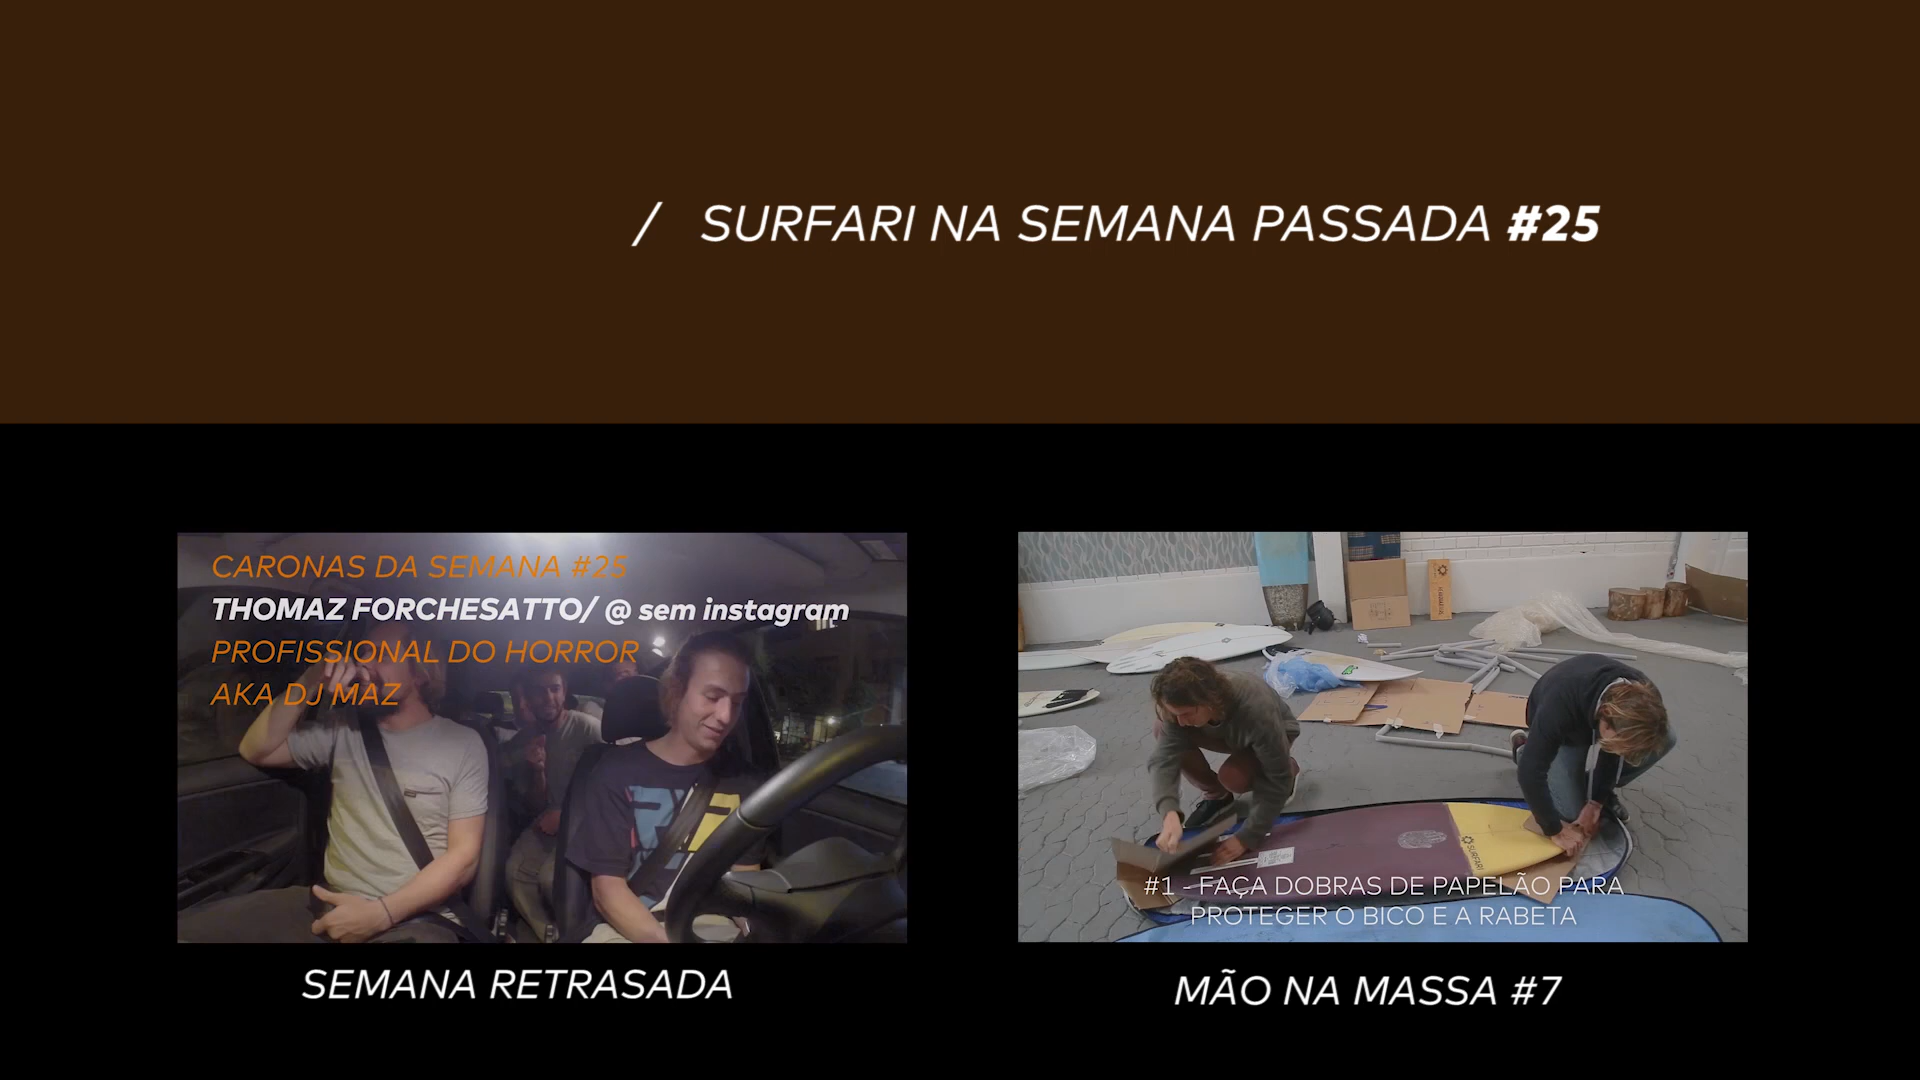 / SURFARI NA SEMANA PASSADA #25
CARONAS DA SEMANA #25
THOMAZ FORCHESATTO/ @ sem instagram
PROFISSIONAL DO HORROR
AKA DJ MAZ
SURFARI
#1 - FAÇA DOBRAS DE PAPELÃO PARA
PROTEGER O BICO E A RABETA
SEMANA RETRASADA
MÃO NA MASSA #7